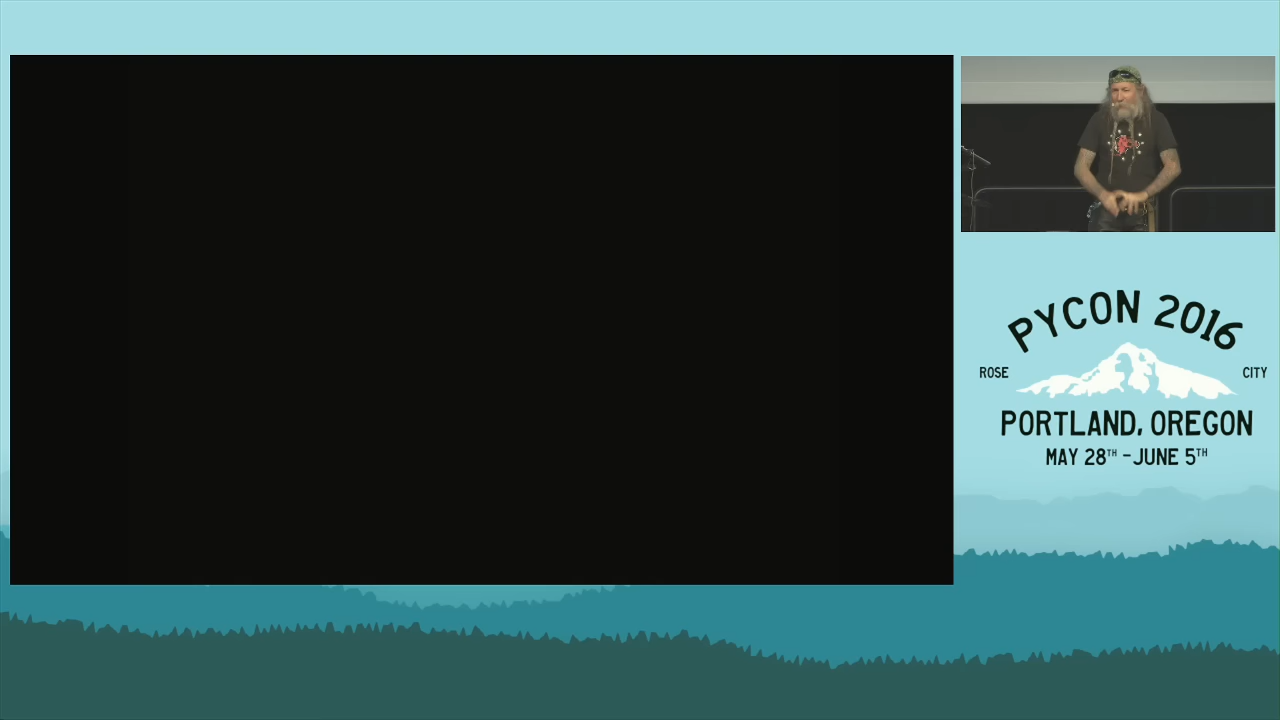 PYCON 2016
ROSE CITY
PORTLAND, OREGON
MAY 28TH - JUNE 5TH